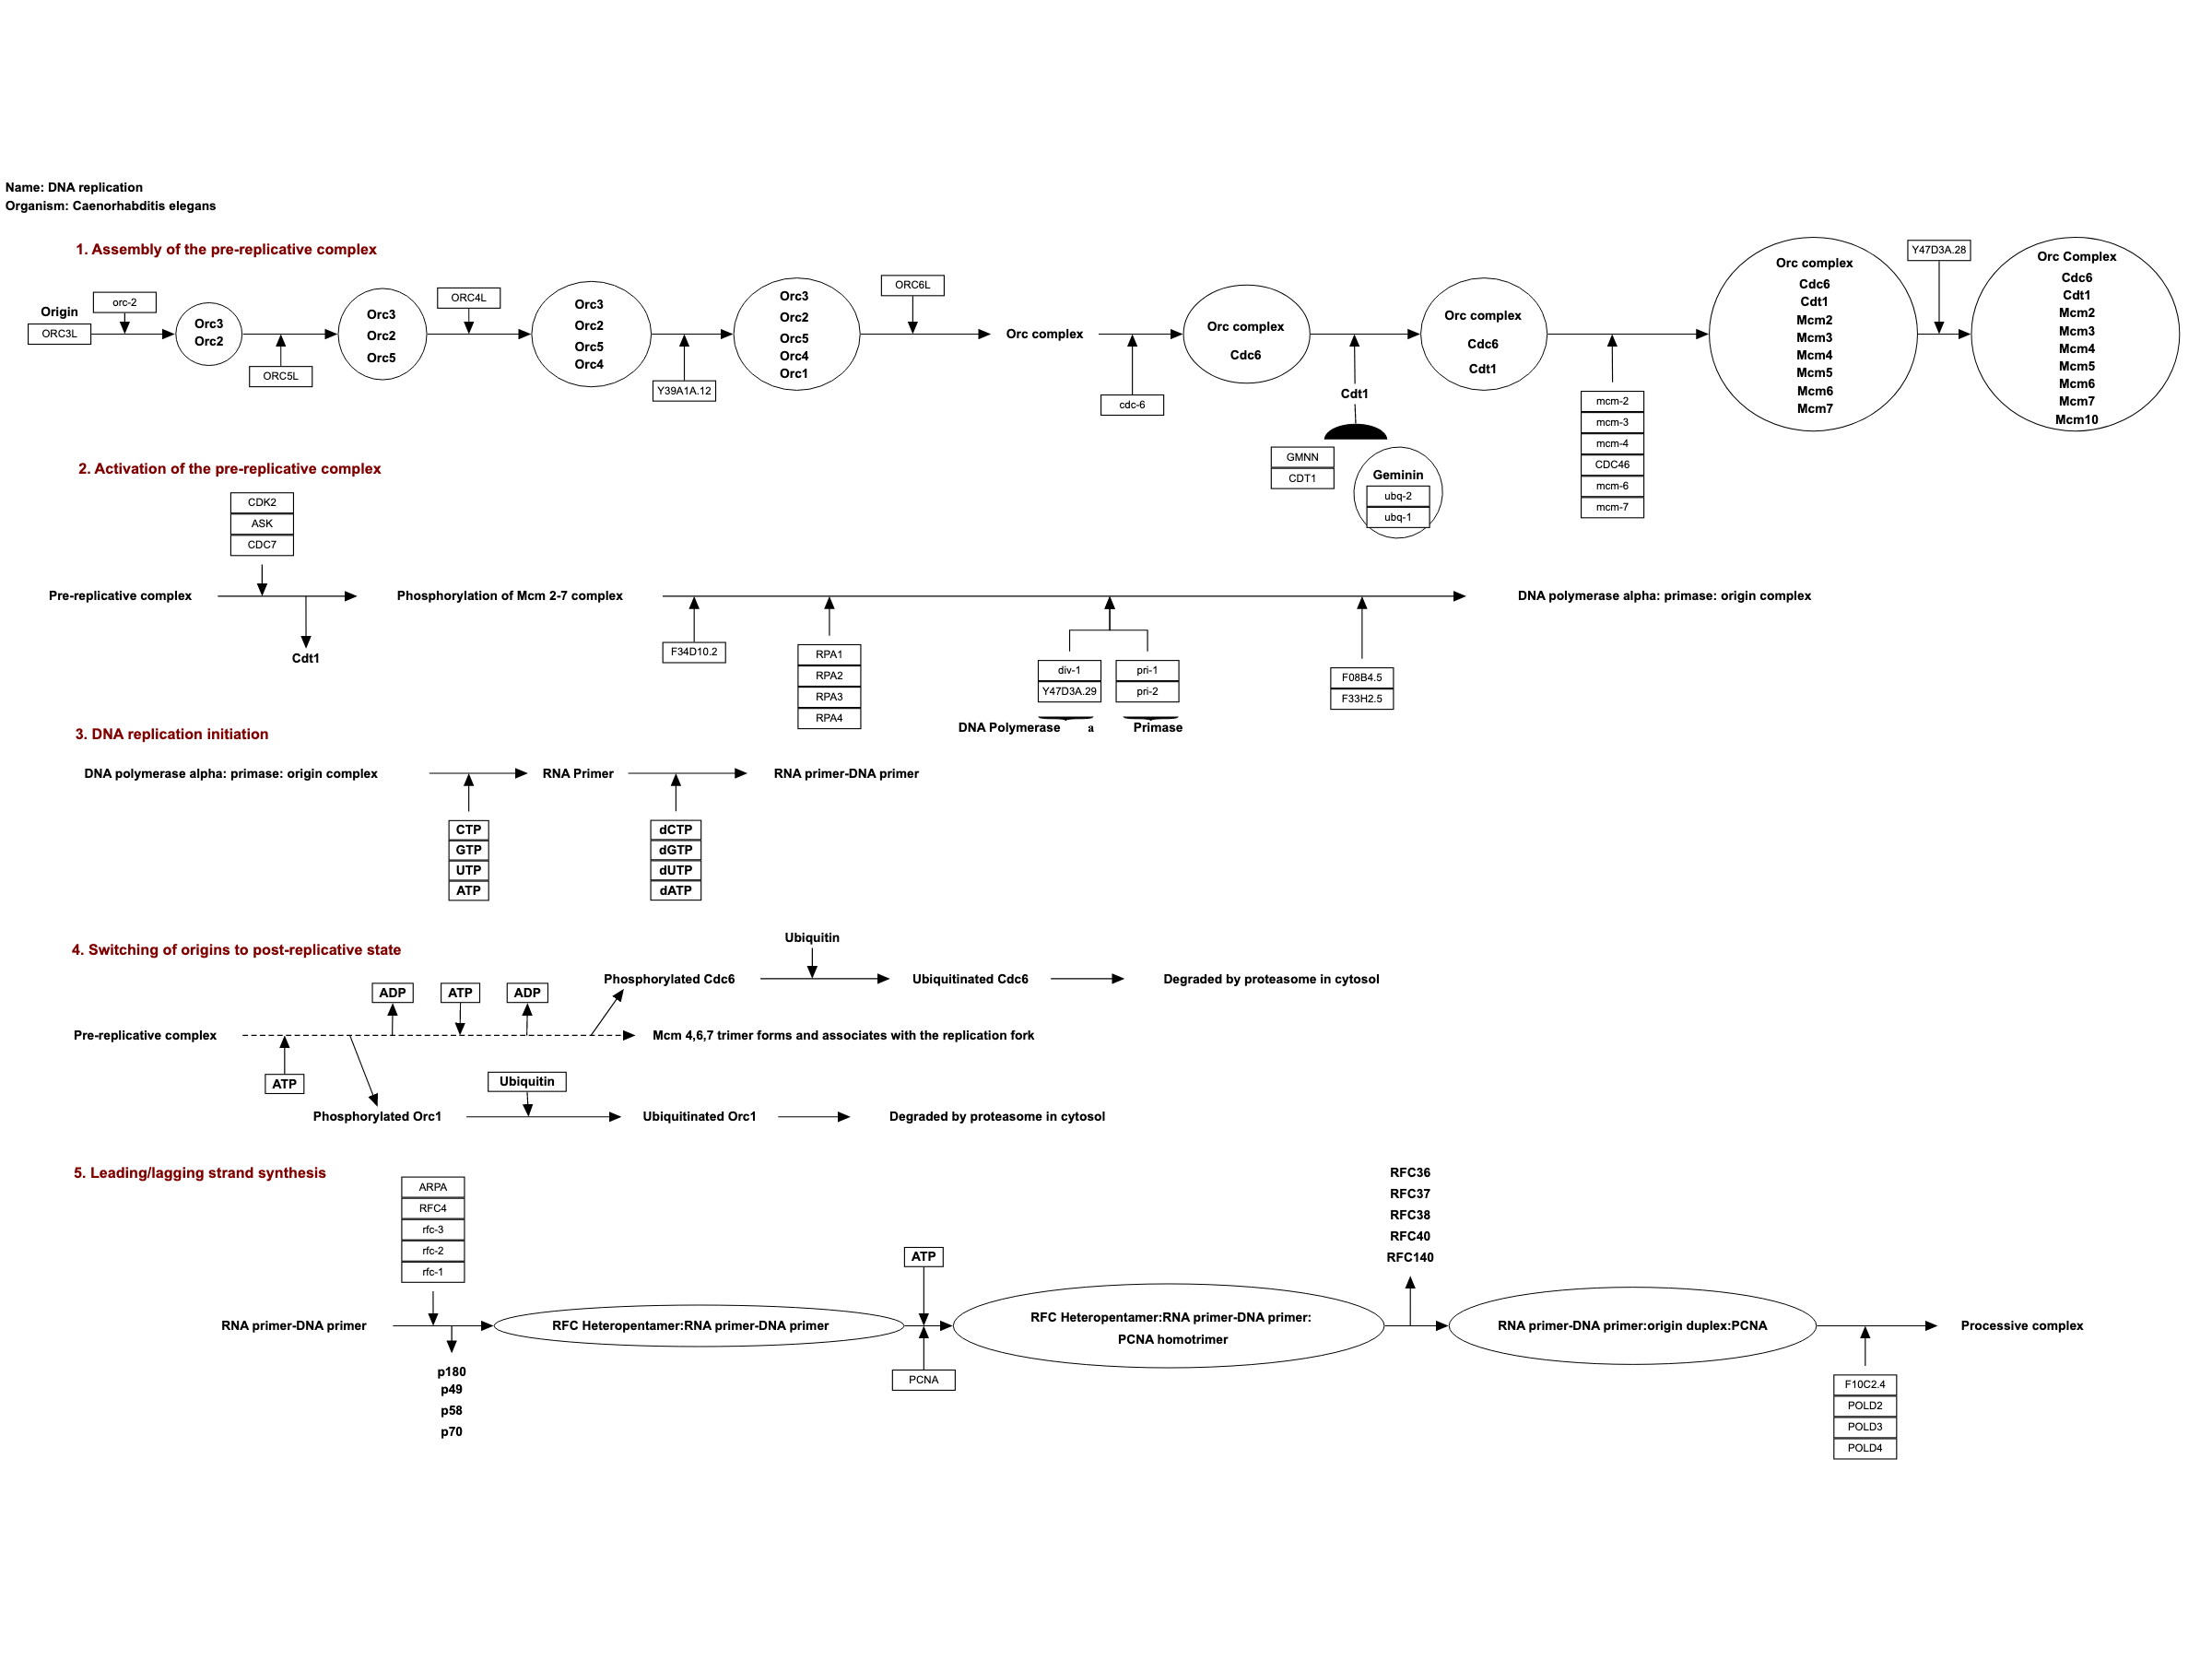 Name: DNA replication
Organism: Caenorhabditis elegans
1. Assembly of the pre-replicative complex
Origin
ORC3L
orc-2
Orc3
Orc2
ORC5L
Orc3
Orc2
Orc5
ORC4L
Orc3
Orc2
Orc5
Orc4
Y39A1A.12
Orc3
Orc2
Orc5
Orc4
Orc1
ORC6L
Orc complex
cdc-6
Orc complex
Cdc6
Cdt1
GMNN
CDT1
Geminin
ubq-2
ubq-1
Orc complex
Cdc6
Cdt1
mcm-2
mcm-3
mcm-4
CDC46
mcm-6
mcm-7
Orc complex
Cdc6
Cdt1
Mcm2
Mcm3
Mcm4
Mcm5
Mcm6
Mcm7
Y47D3A.28
Orc Complex
Cdc6
Cdt1
Mcm2
Mcm3
Mcm4
Mcm5
Mcm6
Mcm7
Mcm10
2. Activation of the pre-replicative complex
CDK2
ASK
CDC7
Pre-replicative complex
Cdt1
Phosphorylation of Mcm 2-7 complex
F34D10.2
RPA1
RPA2
RPA3
RPA4
div-1
Y47D3A.29
pri-1
pri-2
DNA Polymerase a
Primase
F08B4.5
F33H2.5
DNA polymerase alpha: primase: origin complex
3. DNA replication initiation
DNA polymerase alpha: primase: origin complex
CTP
GTP
UTP
ATP
RNA Primer
dCTP
dGTP
dUTP
dATP
RNA primer-DNA primer
4. Switching of origins to post-replicative state
Ubiquitin
Phosphorylated Cdc6
Ubiquitinated Cdc6
Degraded by proteasome in cytosol
ADP
ATP
ADP
Pre-replicative complex
Mcm 4,6,7 trimer forms and associates with the replication fork
ATP
Ubiquitin
Phosphorylated Orc1
Ubiquitinated Orc1
Degraded by proteasome in cytosol
5. Leading/lagging strand synthesis
ARPA
RFC4
rfc-3
rfc-2
rfc-1
RNA primer-DNA primer
p180
p49
p58
p70
RFC Heteropentamer:RNA primer-DNA primer
ATP
PCNA
RFC Heteropentamer:RNA primer-DNA primer:
PCNA homotrimer
RFC36
RFC37
RFC38
RFC40
RFC140
RNA primer-DNA primer:origin duplex:PCNA
F10C2.4
POLD2
POLD3
POLD4
Processive complex